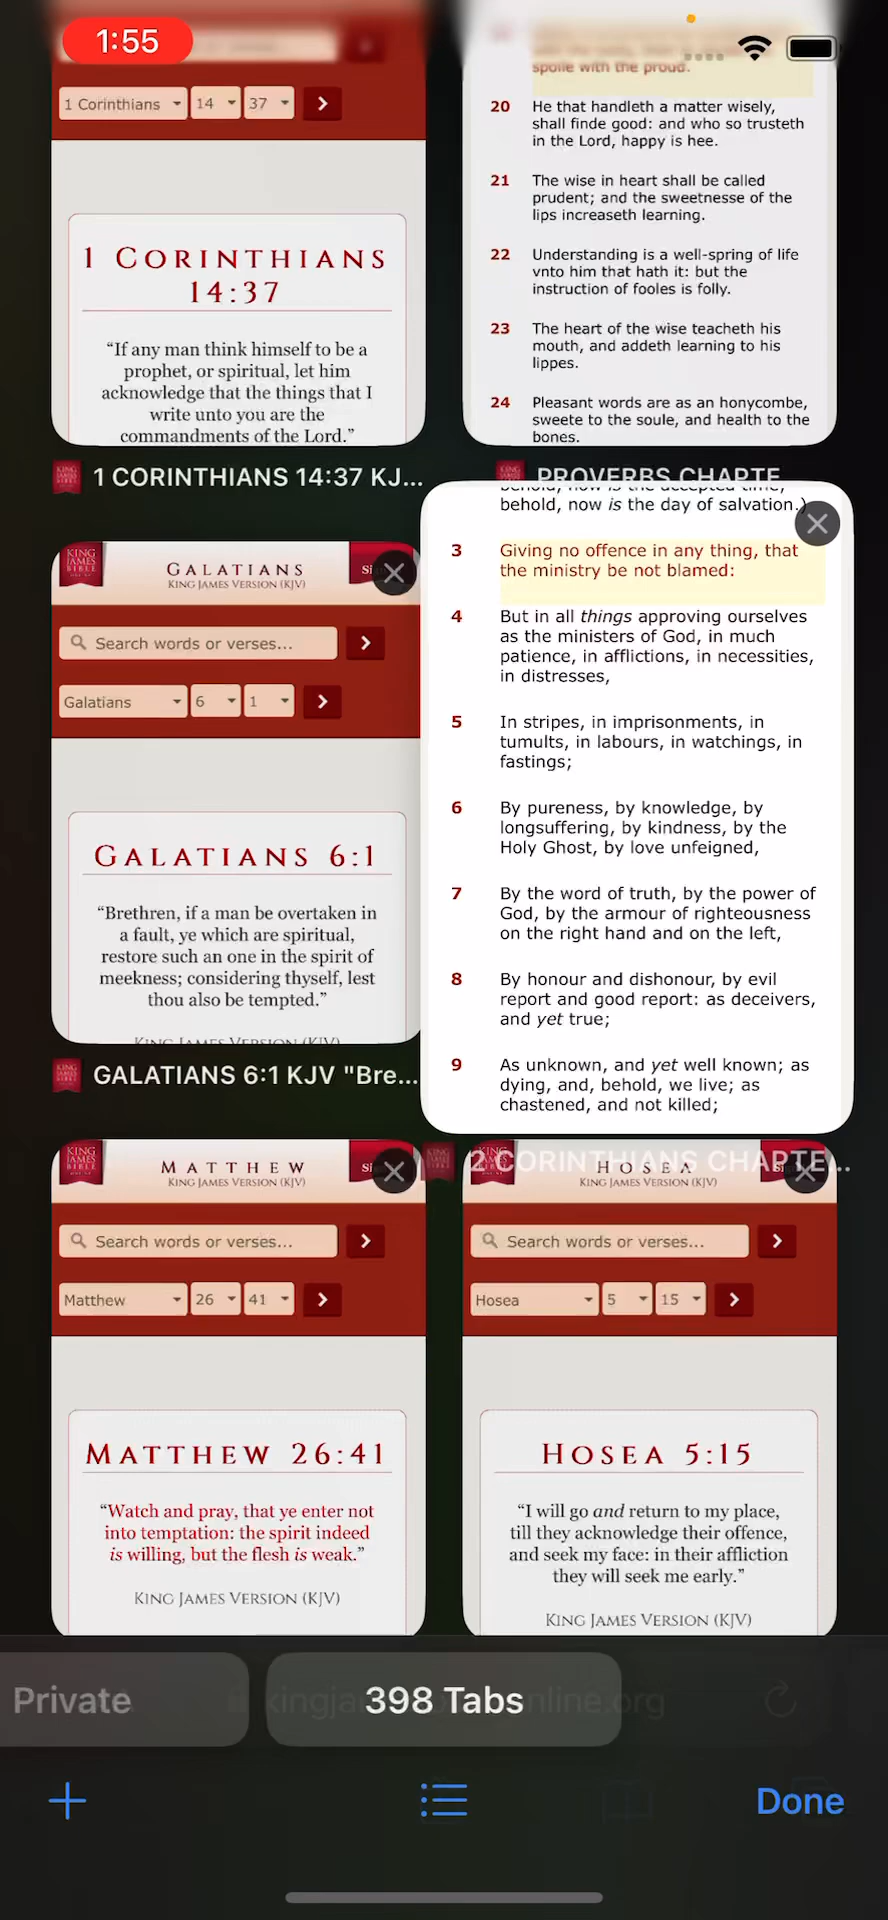 1:55
1 Corinthians 14 37
1 CORINTHIANS
14:37
“If any man think himself to be a
prophet, or spiritual, let him
acknowledge that the things that I
write unto you are the
commandments of the Lord.”
1 CORINTHIANS 14:37 KJ...
spoile with the proud.
20 He that handleth a matter wisely,
shall finde good: and who so trusteth
in the Lord, happy is hee.
21 The wise in heart shall be called
prudent; and the sweetnesse of the
lips increaseth learning.
22 Understanding is a well-spring of life
vnto him that hath it: but the
instruction of fooles is folly.
23 The heart of the wise teacheth his
mouth, and addeth learning to his
lippes.
24 Pleasant words are as an honycombe,
sweete to the soule, and health to the
bones.
PROVERBS CHAPTE
KING JAMES BIBLE
GALATIANS
KING JAMES VERSION (KJV)
Si
Search words or verses...
Galatians 6 1
GALATIANS 6:1
“Brethren, if a man be overtaken in
a fault, ye which are spiritual,
restore such an one in the spirit of
meekness; considering thyself, lest
thou also be tempted.”
KING JAMES VERSION (KJV)
GALATIANS 6:1 KJV "Bre...
behold, now is the accepted time;
behold, now is the day of salvation.)
3 Giving no offence in any thing, that
the ministry be not blamed:
4 But in all things approving ourselves
as the ministers of God, in much
patience, in afflictions, in necessities,
in distresses,
5 In stripes, in imprisonments, in
tumults, in labours, in watchings, in
fastings;
6 By pureness, by knowledge, by
longsuffering, by kindness, by the
Holy Ghost, by love unfeigned,
7 By the word of truth, by the power of
God, by the armour of righteousness
on the right hand and on the left,
8 By honour and dishonour, by evil
report and good report: as deceivers,
and yet true;
9 As unknown, and yet well known; as
dying, and, behold, we live; as
chastened, and not killed;
2 CORINTHIANS CHAPTE...
KING JAMES BIBLE
MATTHEW
KING JAMES VERSION (KJV)
Si
Search words or verses...
Matthew 26 41
MATTHEW 26:41
“Watch and pray, that ye enter not
into temptation: the spirit indeed
is willing, but the flesh is weak.”
KING JAMES VERSION (KJV)
HOSEA
KING JAMES VERSION (KJV)
Search words or verses...
Hosea 5 15
HOSEA 5:15
“I will go and return to my place,
till they acknowledge their offence,
and seek my face: in their affliction
they will seek me early.”
KING JAMES VERSION (KJV)
Private
398 Tabs
Done